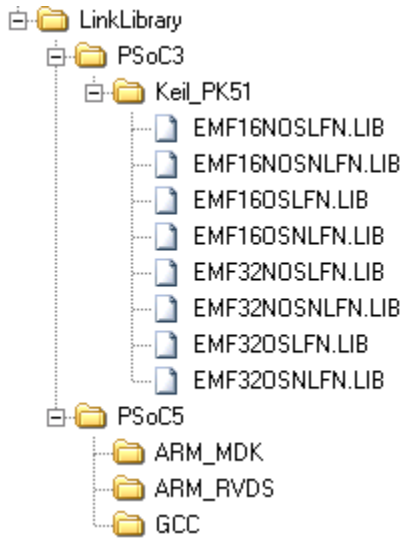 LinkLibrary
PSoC3
Keil_PK51
EMF16NOSLFN.LIB
EMF16NOSNLFN.LIB
EMF16OSLFN.LIB
EMF16OSNLFN.LIB
EMF32NOSLFN.LIB
EMF32NOSNLFN.LIB
EMF32OSLFN.LIB
EMF32OSNLFN.LIB
PSoC5
ARM_MDK
ARM_RVDS
GCC